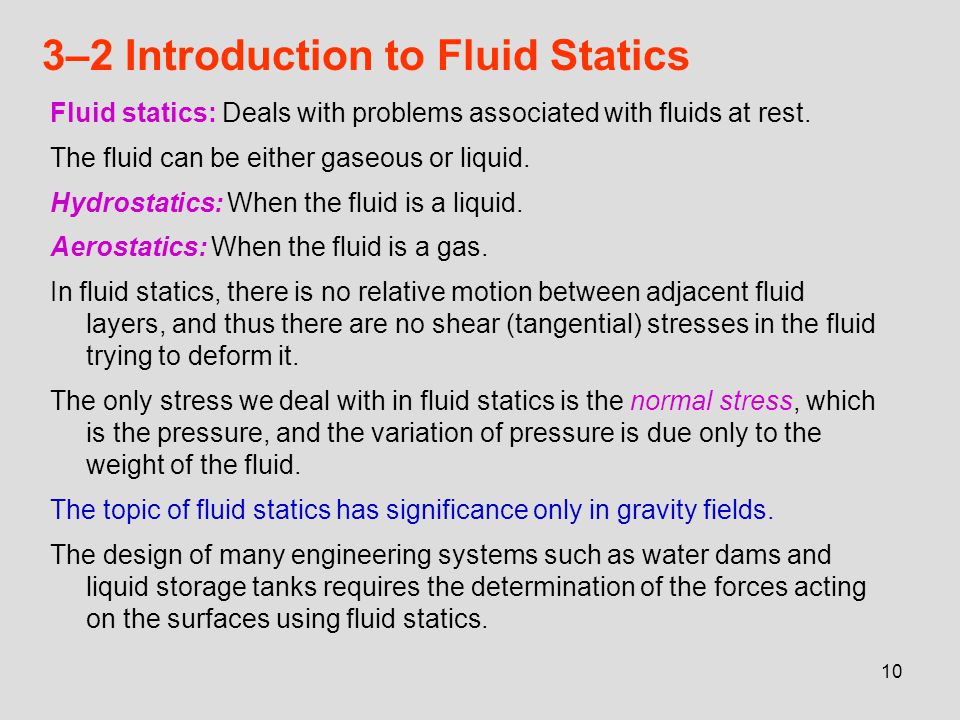 3–2 Introduction to Fluid Statics
Fluid statics: Deals with problems associated with fluids at rest.
The fluid can be either gaseous or liquid.
Hydrostatics: When the fluid is a liquid.
Aerostatics: When the fluid is a gas.
In fluid statics, there is no relative motion between adjacent fluid
layers, and thus there are no shear (tangential) stresses in the fluid
trying to deform it.
The only stress we deal with in fluid statics is the normal stress, which
is the pressure, and the variation of pressure is due only to the
weight of the fluid.
The topic of fluid statics has significance only in gravity fields.
The design of many engineering systems such as water dams and
liquid storage tanks requires the determination of the forces acting
on the surfaces using fluid statics.
10